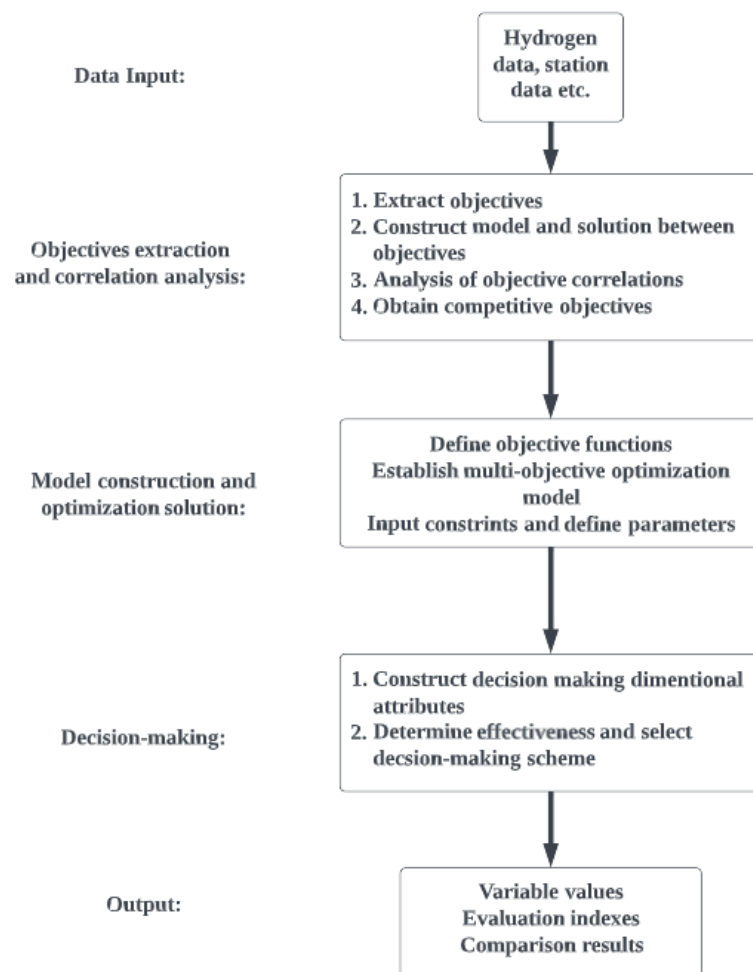 Hydrogen
data, station
data etc.
Data Input:
1. Extract objectives
2. Construct model and solution between
objectives
3. Analysis of objective correlations
4. Obtain competitive objectives
Objectives extraction
and correlation analysis:
Define objective functions
Establish multi-objective optimization
model
Input constrints and define parameters
Model construction and
optimization solution:
1. Construct decision making dimentional
attributes
2. Determine effectiveness and select
decsion-making scheme
Decision-making:
Variable values
Evaluation indexes
Comparison results
Output: